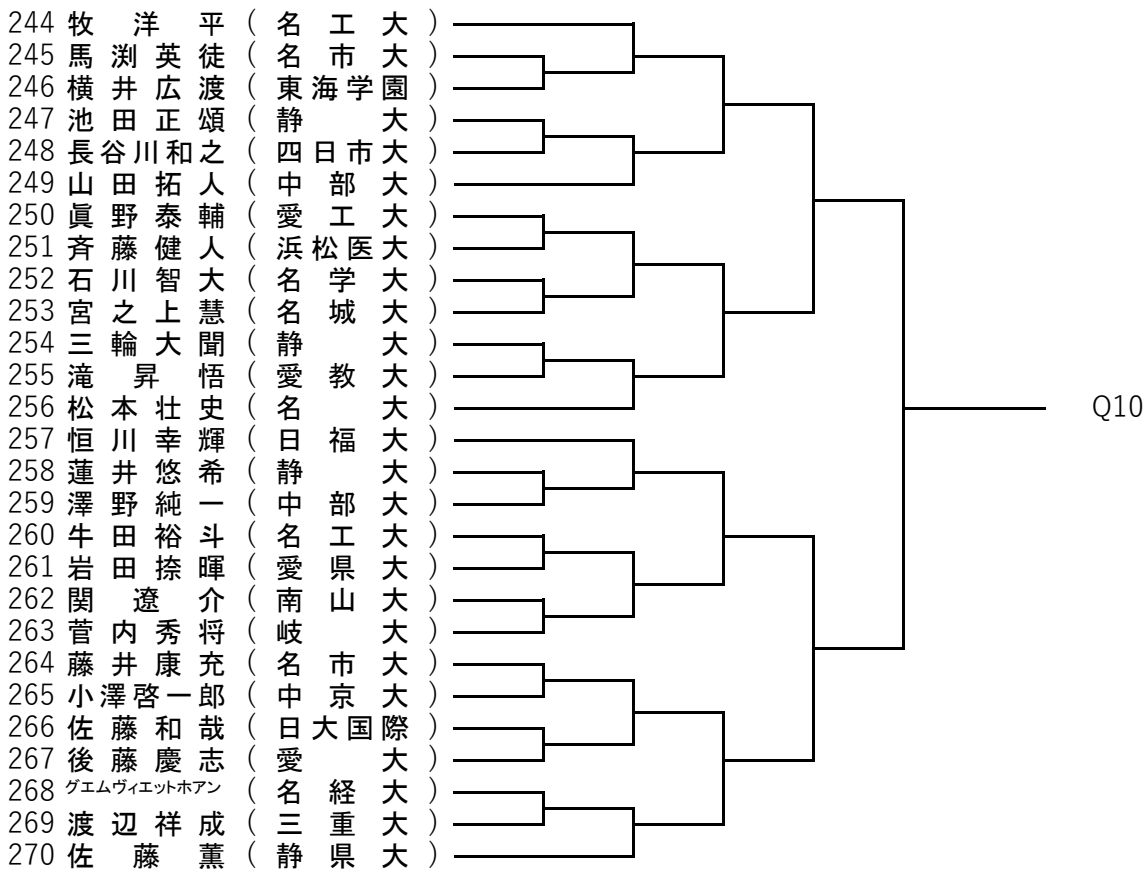 244 牧 洋 平 ( 名 工 大 )
245 馬 渕 英 徒 ( 名 市 大 )
246 横 井 広 渡 ( 東 海 学 園 )
247 池 田 正 頌 ( 静 大 )
248 長谷川和之 ( 四 日 市 大 )
249 山 田 拓 人 ( 中 部 大 )
250 眞 野 泰 輔 ( 愛 工 大 )
251 斉 藤 健 人 ( 浜 松 医 大 )
252 石 川 智 大 ( 名 学 大 )
253 宮 之 上 慧 ( 名 城 大 )
254 三 輪 大 聞 ( 静 大 )
255 滝 昇 悟 ( 愛 教 大 )
256 松 本 壮 史 ( 名 大 )
Q10
257 恒 川 幸 輝 ( 日 福 大 )
258 蓮 井 悠 希 ( 静 大 )
259 澤 野 純 一 ( 中 部 大 )
260 牛 田 裕 斗 ( 名 工 大 )
261 岩 田 捺 暉 ( 愛 県 大 )
262 関 遼 介 ( 南 山 大 )
263 菅 内 秀 将 ( 岐 大 )
264 藤 井 康 充 ( 名 市 大 )
265 小澤啓一郎 ( 中 京 大 )
266 佐 藤 和 哉 ( 日 大 国 際 )
267 後 藤 慶 志 ( 愛 大 )
268 グエムヴィエットホアン ( 名 経 大 )
269 渡 辺 祥 成 ( 三 重 大 )
270 佐 藤 薫 ( 静 県 大 )